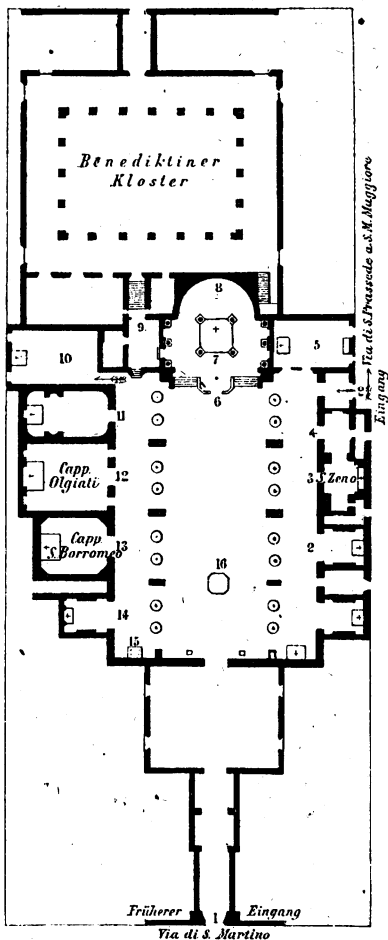 Benediktiner
Kloster
Via di S. Prassede a. S. M. Maggiore
Eingang
8
9.
10
7
5
6
11
4
Capp.
Olgiati
12
3
S. Zeno
Capp.
S. Borromeo
13
2
16
14
15
Früherer
1
Eingang
Via di S. Martino